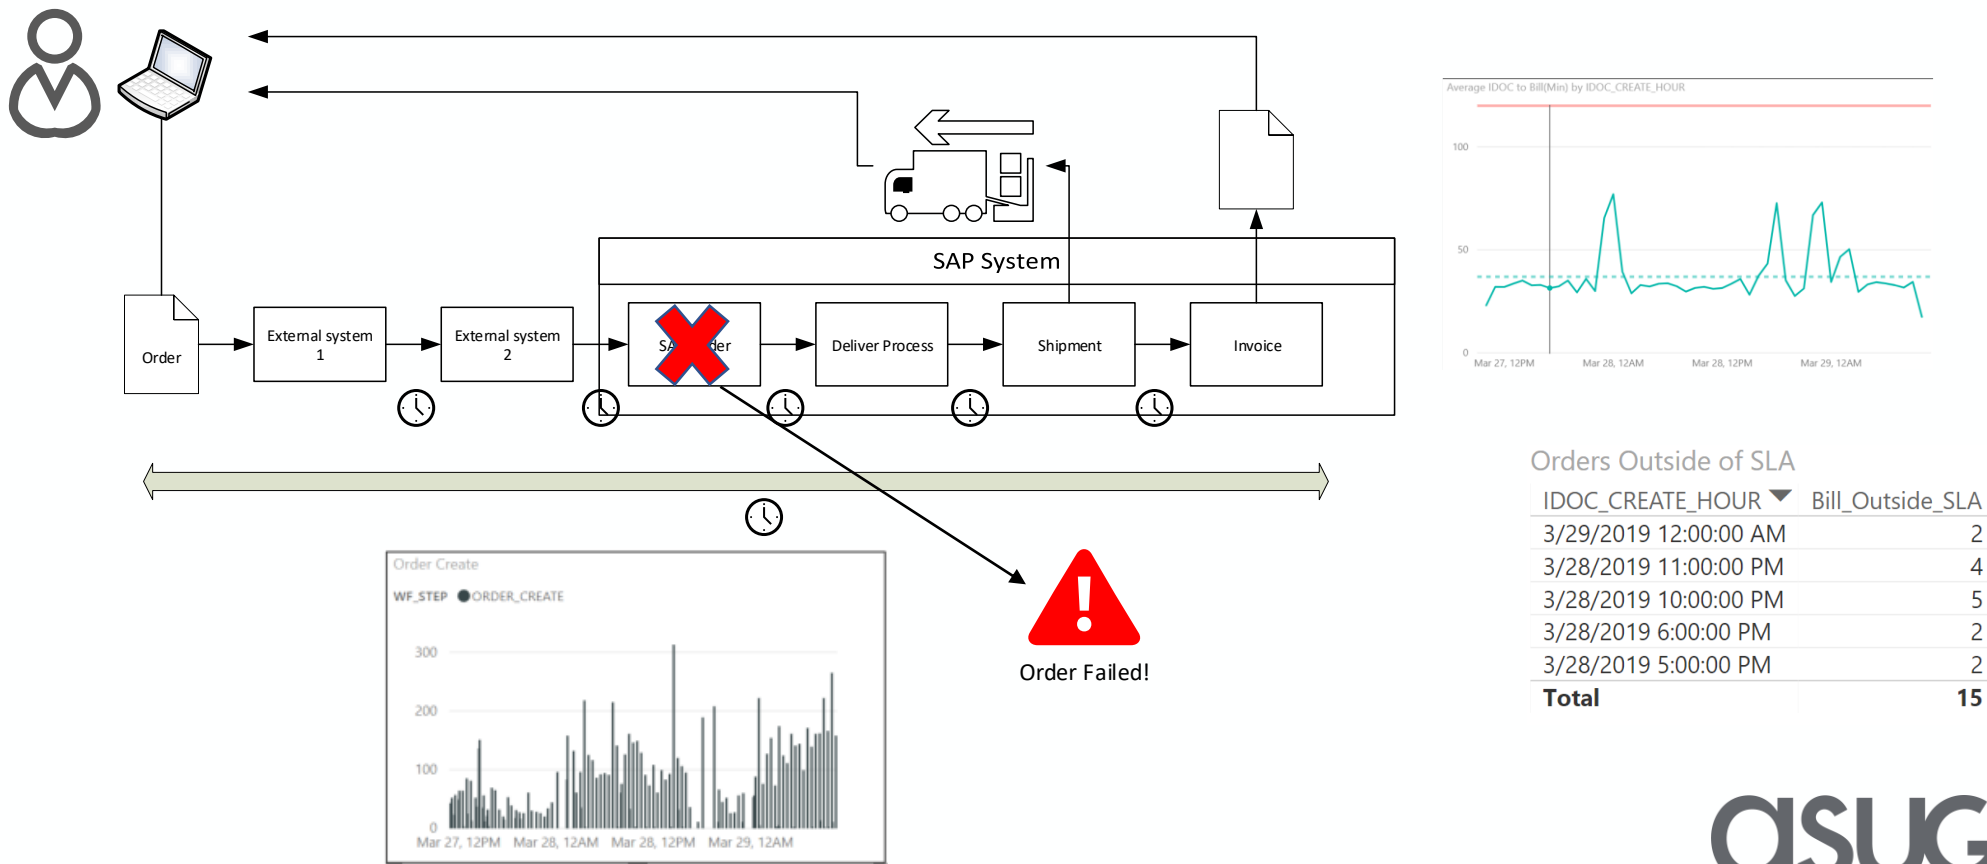 Average IDOC to Bill(Min) by IDOC_CREATE_HOUR
100
50
0
Mar 27, 12PM
Mar 28, 12AM
Mar 28, 12PM
Mar 29, 12AM
SAP System
Order
External system
1
External system
2
Deliver Process
Shipment
Invoice
Orders Outside of SLA
IDOC_CREATE_HOUR Bill_Outside_SLA
3/29/2019 12:00:00 AM 2
3/28/2019 11:00:00 PM 4
3/28/2019 10:00:00 PM 5
3/28/2019 6:00:00 PM 2
3/28/2019 5:00:00 PM 2
Total 15
Order Create
WF_STEP ORDER_CREATE
300
200
100
0
Mar 27, 12PM
Mar 28, 12AM
Mar 28, 12PM
Mar 29, 12AM
Order Failed!
asug